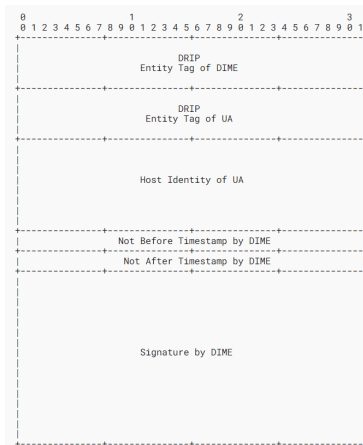 0 1 2 3
0 1 2 3 4 5 6 7 8 9 0 1 2 3 4 5 6 7 8 9 0 1 2 3 4 5 6 7 8 9 0 1
DRIP
Entity Tag of DIME
DRIP
Entity Tag of UA
Host Identity of UA
Not Before Timestamp by DIME
Not After Timestamp by DIME
Signature by DIME